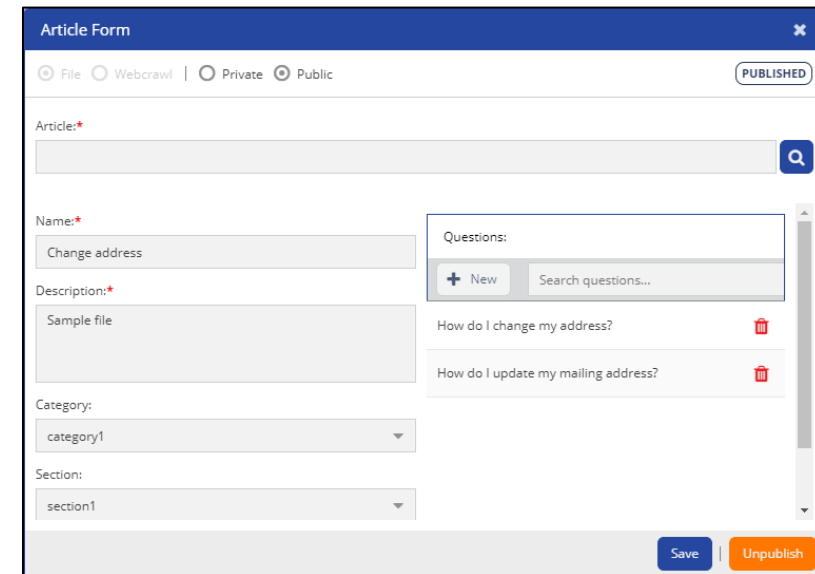 Article Form
File Webcrawl | Private Public PUBLISHED
Article:*
Name:*
Change address
Description:*
Sample file
Category:
category1
Section:
section1
Questions:
+ New Search questions...
How do I change my address?
How do I update my mailing address?
Save | Unpublish